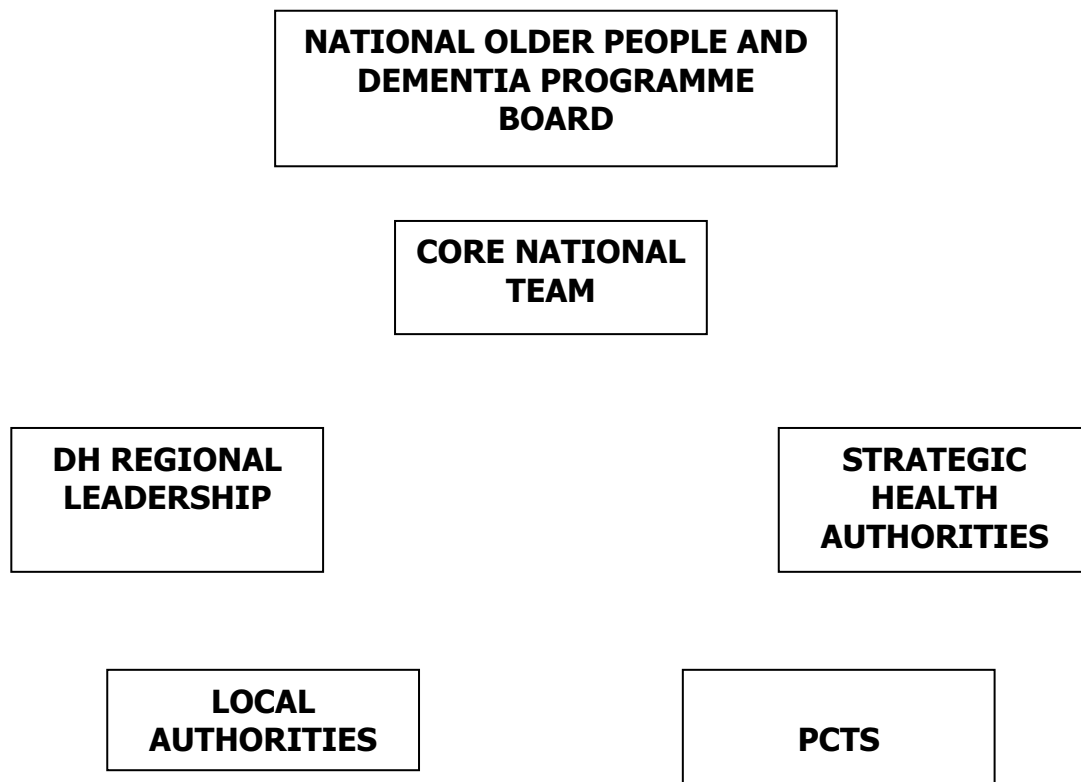 NATIONAL OLDER PEOPLE AND
DEMENTIA PROGRAMME
BOARD
CORE NATIONAL
TEAM
DH REGIONAL
LEADERSHIP
STRATEGIC
HEALTH
AUTHORITIES
LOCAL
AUTHORITIES
PCTS